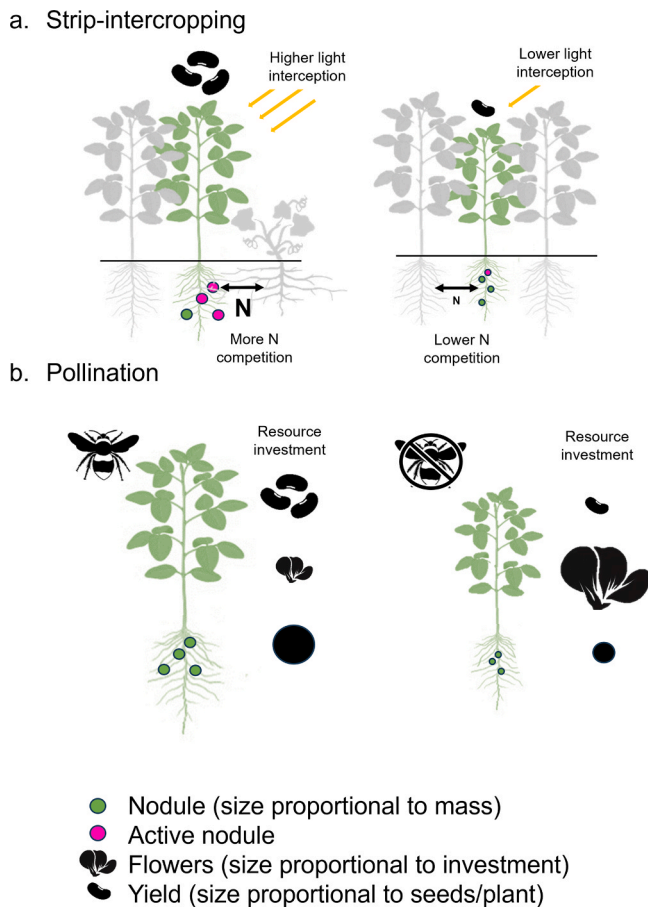 a. Strip-intercropping
Higher light
interception
Lower light
interception
N
More N
competition
N
Lower N
competition
b. Pollination
Resource
investment
Resource
investment
Nodule (size proportional to mass)
Active nodule
Flowers (size proportional to investment)
Yield (size proportional to seeds/plant)